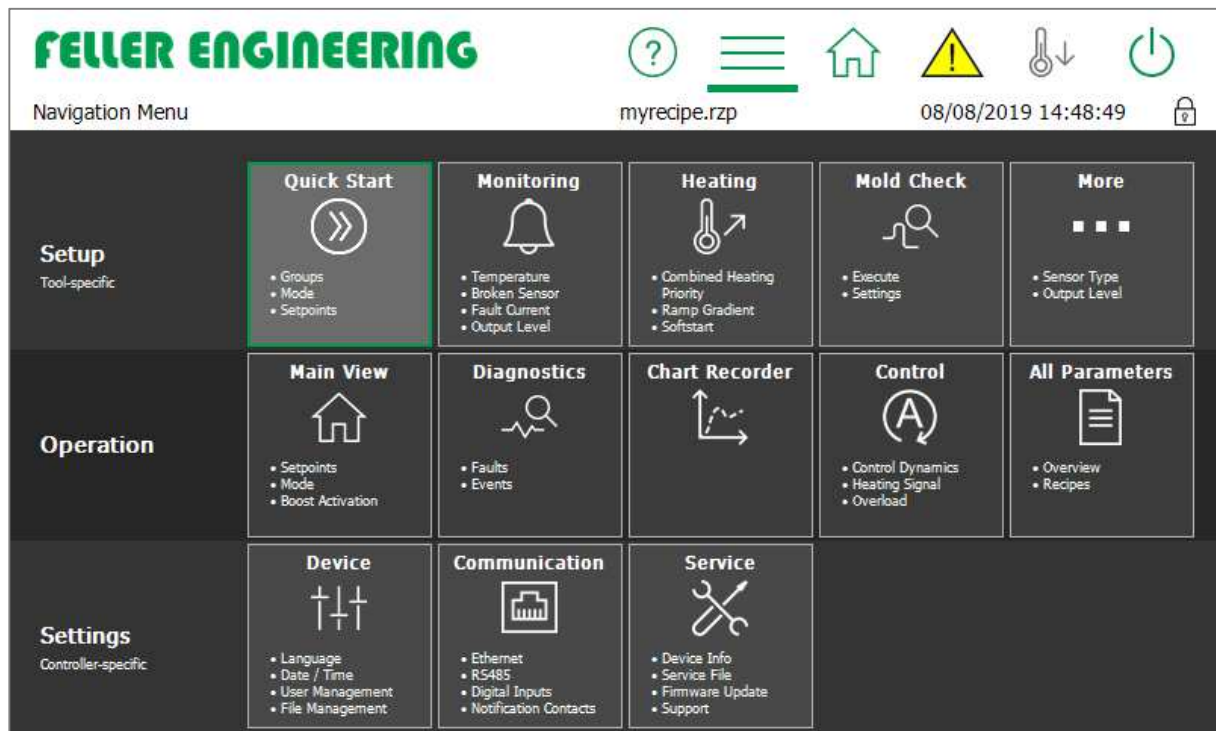 FELLER ENGINEERING
?
!
Navigation Menu
myrecipe.rzp
08/08/2019 14:48:49
Setup
Tool-specific
Quick Start
• Groups
• Mode
• Setpoints
Monitoring
• Temperature
• Broken Sensor
• Fault Current
• Output Level
Heating
• Combined Heating
Priority
• Ramp Gradient
• Softstart
Mold Check
• Execute
• Settings
More
• Sensor Type
• Output Level
Operation
Main View
• Setpoints
• Mode
• Boost Activation
Diagnostics
• Faults
• Events
Chart Recorder
Control
A
• Control Dynamics
• Heating Signal
• Overload
All Parameters
• Overview
• Recipes
Settings
Controller-specific
Device
• Language
• Date / Time
• User Management
• File Management
Communication
• Ethernet
• RS485
• Digital Inputs
• Notification Contacts
Service
• Device Info
• Service File
• Firmware Update
• Support